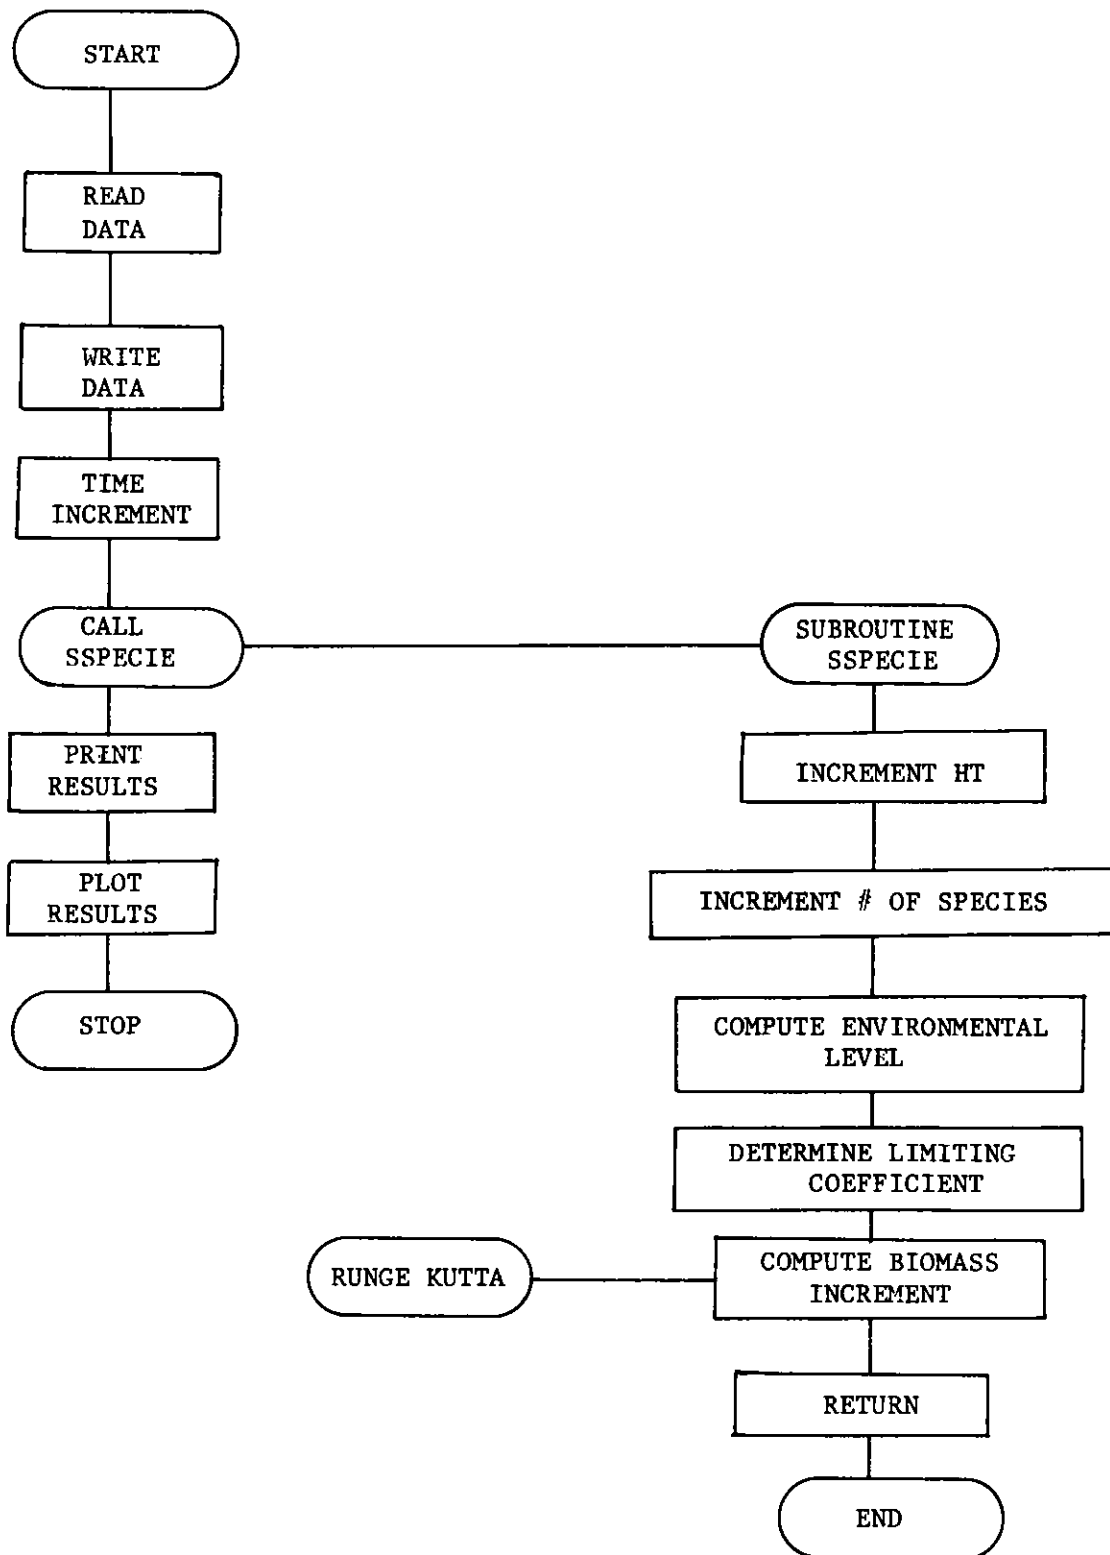 START
READ
DATA
WRITE
DATA
TIME
INCREMENT
CALL
SSPECIE
PRINT
RESULTS
PLOT
RESULTS
STOP
SUBROUTINE
SSPECIE
INCREMENT HT
INCREMENT # OF SPECIES
COMPUTE ENVIRONMENTAL
LEVEL
DETERMINE LIMITING
COEFFICIENT
RUNGE KUTTA
COMPUTE BIOMASS
INCREMENT
RETURN
END